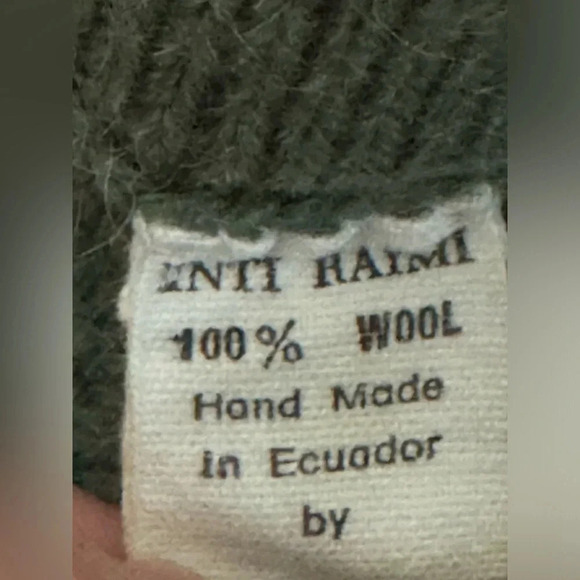 INTI RAIMI
100% WOOL
Hand Made
in Ecuador
by